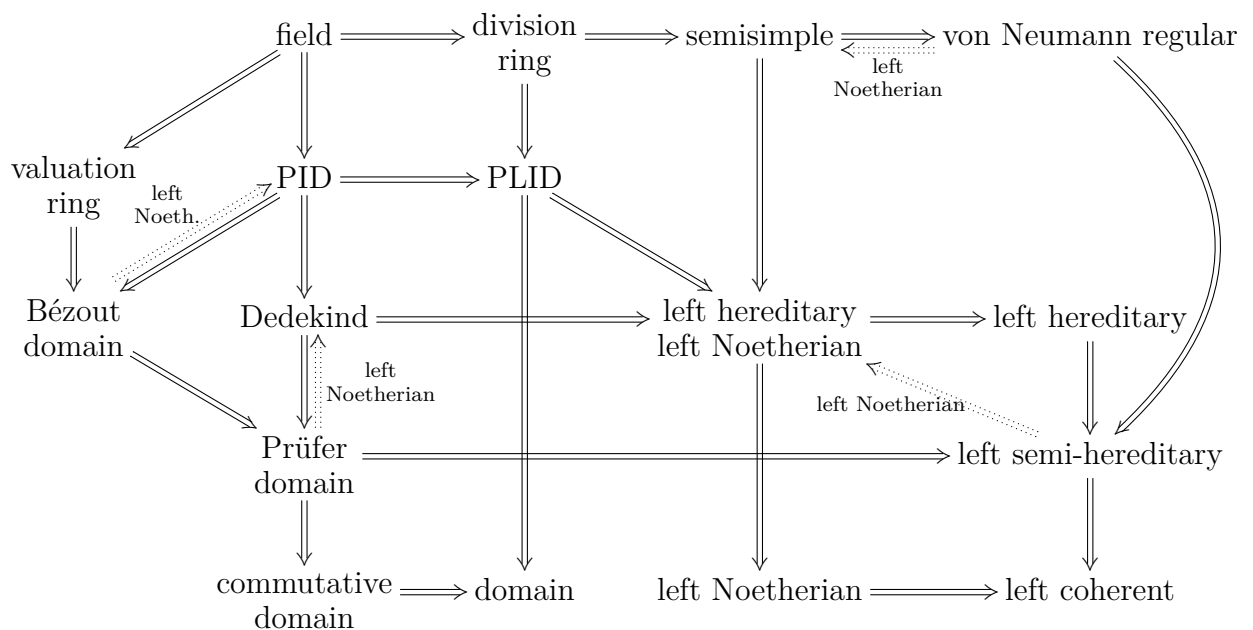 field
division
ring
semisimple
von Neumann regular
left
Noetherian
valuation
ring
left
Noeth.
PID
PLID
Bézout
domain
Dedekind
left hereditary
left Noetherian
left hereditary
left
Noetherian
left Noetherian
Prüfer
domain
left semi-hereditary
commutative
domain
domain
left Noetherian
left coherent